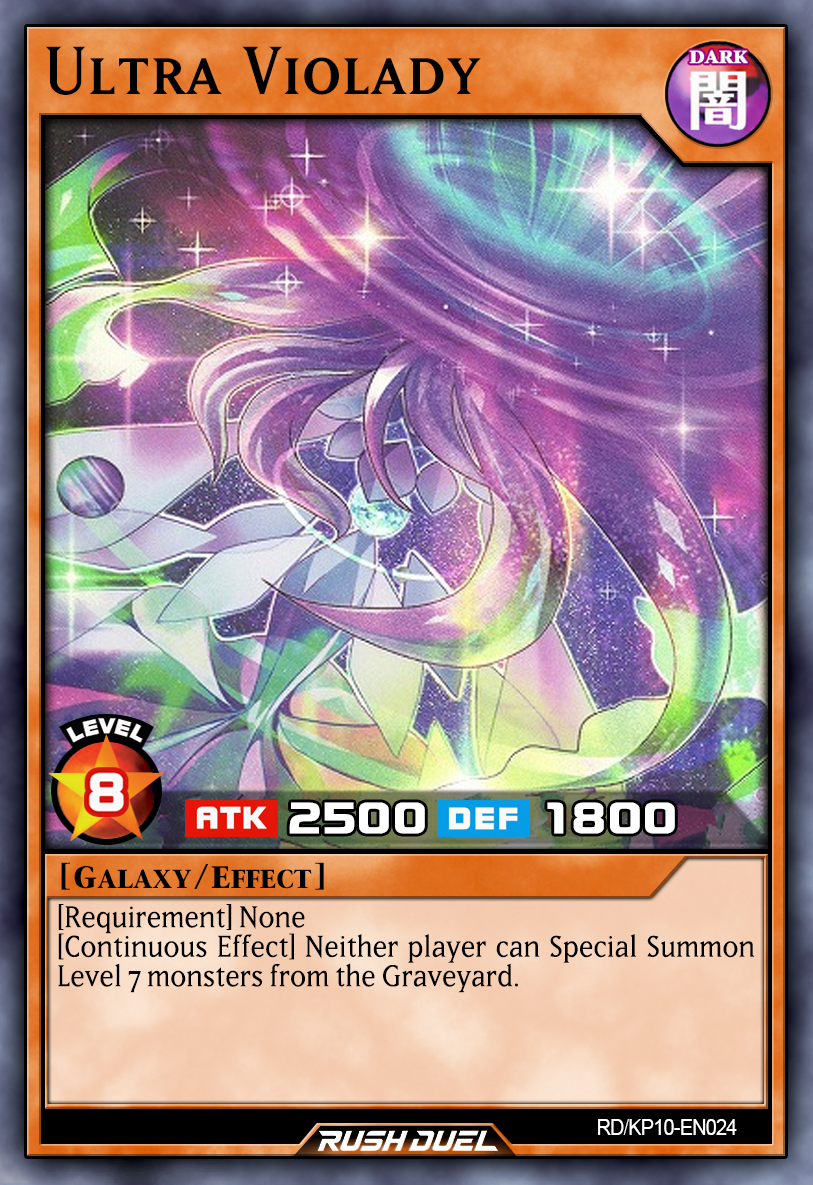 Ultra Violady
DARK
闇
LEVEL
8
ATK 2500 DEF 1800
[Galaxy/Effect]
[Requirement] None
[Continuous Effect] Neither player can Special Summon
Level 7 monsters from the Graveyard.
RUSH DUEL
RD/KP10-EN024